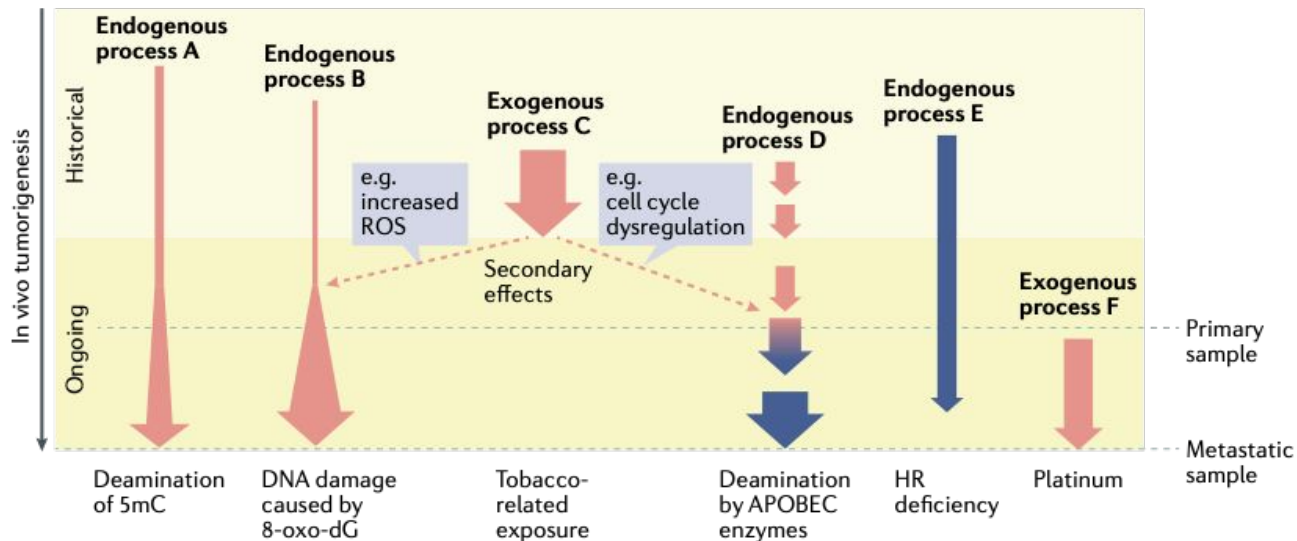 In vivo tumorigenesis
Historical
Ongoing
Endogenous
process A
Endogenous
process B
Exogenous
process C
Endogenous
process D
Endogenous
process E
e.g.
increased
ROS
e.g.
cell cycle
dysregulation
Secondary
effects
Exogenous
process F
Primary
sample
Metastatic
sample
Deamination
of 5mC
DNA damage
caused by
8-oxo-dG
Tobacco-
related
exposure
Deamination
by APOBEC
enzymes
HR
deficiency
Platinum